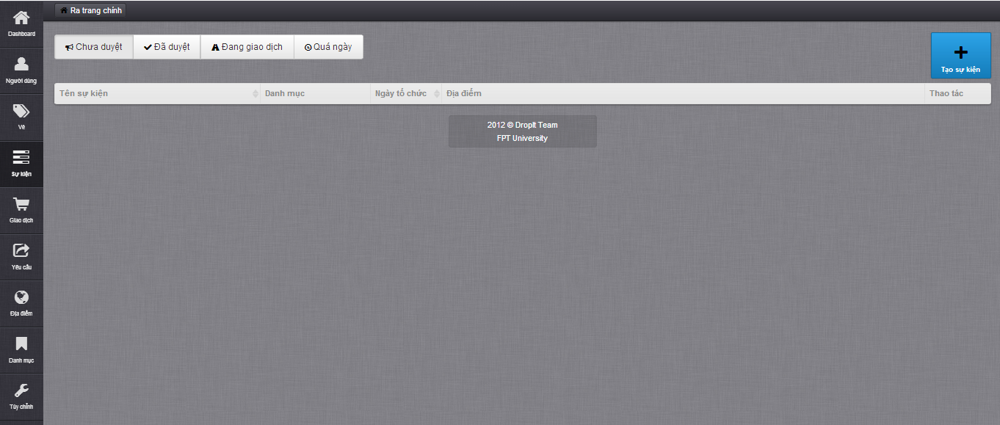 Ra trang chính
Dashboard
Người dùng
Vé
Sự kiện
Giao dịch
Yêu cầu
Địa điểm
Danh mục
Tùy chỉnh
Chưa duyệt
Đã duyệt
Đang giao dịch
Quá ngày
Tạo sự kiện
Tên sự kiện Danh mục Ngày tổ chức Địa điểm Thao tác
2012 © DropIt Team
FPT University